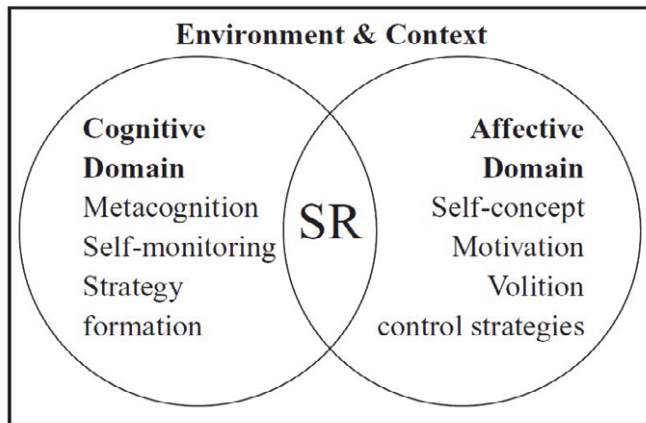 Environment & Context
Cognitive
Domain
Metacognition
Self-monitoring
Strategy
formation
SR
Affective
Domain
Self-concept
Motivation
Volition
control strategies